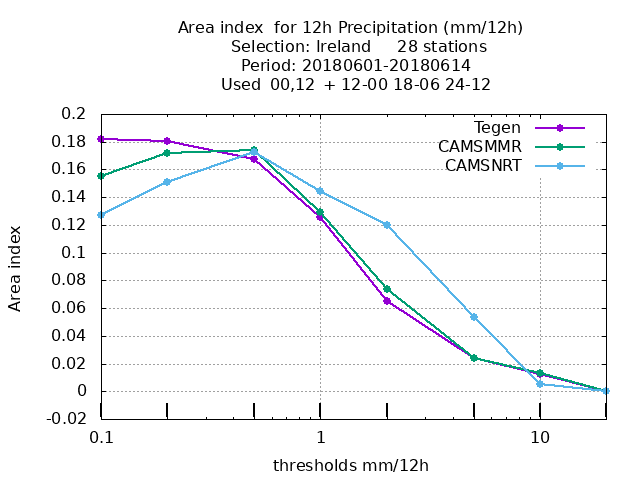 Area index  for 12h Precipitation (mm/12h)
Selection: Ireland     28 stations
Period: 20180601-20180614
Used  00,12  + 12-00 18-06 24-12
Tegen
CAMSMMR
CAMSNRT
0.2
0.18
0.16
0.14
0.12
0.1
0.08
0.06
0.04
0.02
0
-0.02
Area index
0.1 1 10
thresholds mm/12h